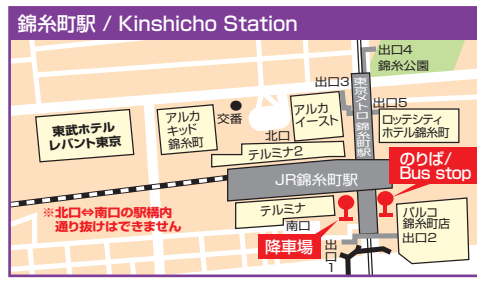 錦糸町駅 / Kinshicho Station
出口4
錦糸公園
出口3
東京メトロ 錦糸町駅
出口5
東武ホテル
レバント東京
アルカ
キッド
錦糸町
交番
アルカ
イースト
ロッテシティ
ホテル錦糸町
北口
テルミナ2
のりば/
Bus stop
JR錦糸町駅
※北口⇔南口の駅構内
通り抜けはできません
テルミナ
南口
降車場
出口1
パルコ
錦糸町店
出口2